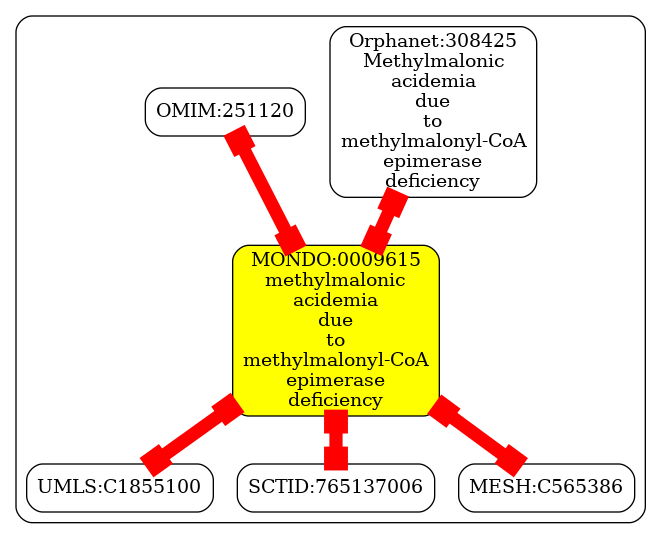 Orphanet:308425
Methylmalonic
acidemia
due
to
methylmalonyl-CoA
epimerase
deficiency
OMIM:251120
MONDO:0009615
methylmalonic
acidemia
due
to
methylmalonyl-CoA
epimerase
deficiency
UMLS:C1855100
SCTID:765137006
MESH:C565386